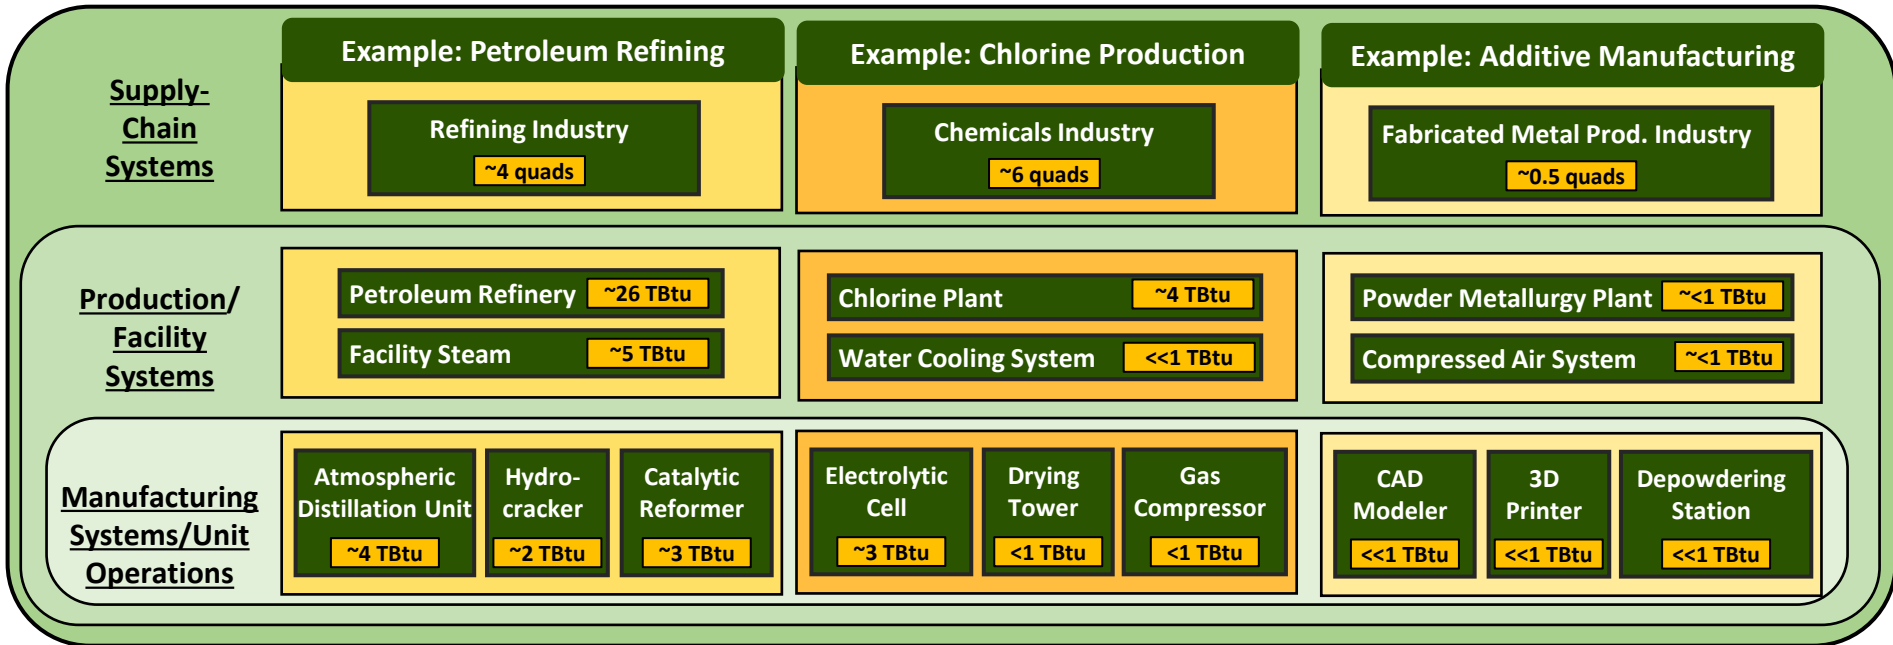 Example: Petroleum Refining
Example: Chlorine Production
Example: Additive Manufacturing
Supply-
Chain
Systems
Refining Industry
~4 quads
Chemicals Industry
~6 quads
Fabricated Metal Prod. Industry
~0.5 quads
Production/
Facility
Systems
Petroleum Refinery ~26 TBtu
Facility Steam ~5 TBtu
Chlorine Plant ~4 TBtu
Water Cooling System <<1 TBtu
Powder Metallurgy Plant ~<1 TBtu
Compressed Air System ~<1 TBtu
Manufacturing
Systems/Unit
Operations
Atmospheric
Distillation Unit
~4 TBtu
Hydro-
cracker
~2 TBtu
Catalytic
Reformer
~3 TBtu
Electrolytic
Cell
~3 TBtu
Drying
Tower
<1 TBtu
Gas
Compressor
<1 TBtu
CAD
Modeler
<<1 TBtu
3D
Printer
<<1 TBtu
Depowdering
Station
<<1 TBtu